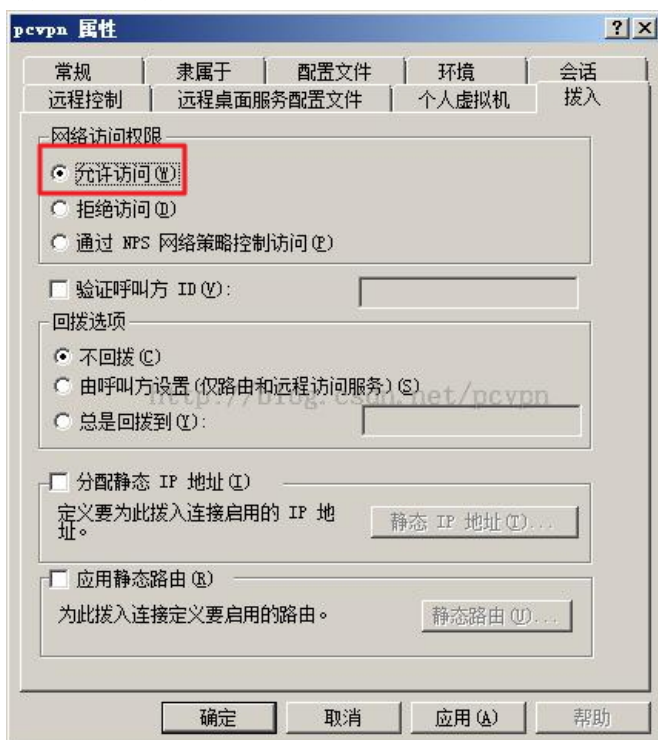 pcvpn 属性
常规 隶属于 配置文件 环境 会话
远程控制 远程桌面服务配置文件 个人虚拟机 拨入
网络访问权限
允许访问(W)
拒绝访问(D)
通过 NPS 网络策略控制访问(P)
验证呼叫方 ID(V):
回拨选项
不回拨(C)
由呼叫方设置(仅路由和远程访问服务)(S)
http://blog.csdn.net/pcvpn
总是回拨到(Y):
分配静态 IP 地址(I)
定义要为此拨入连接启用的 IP 地
址。
静态 IP 地址(T)...
应用静态路由(R)
为此拨入连接定义要启用的路由。
静态路由(U)...
确定 取消 应用(A) 帮助